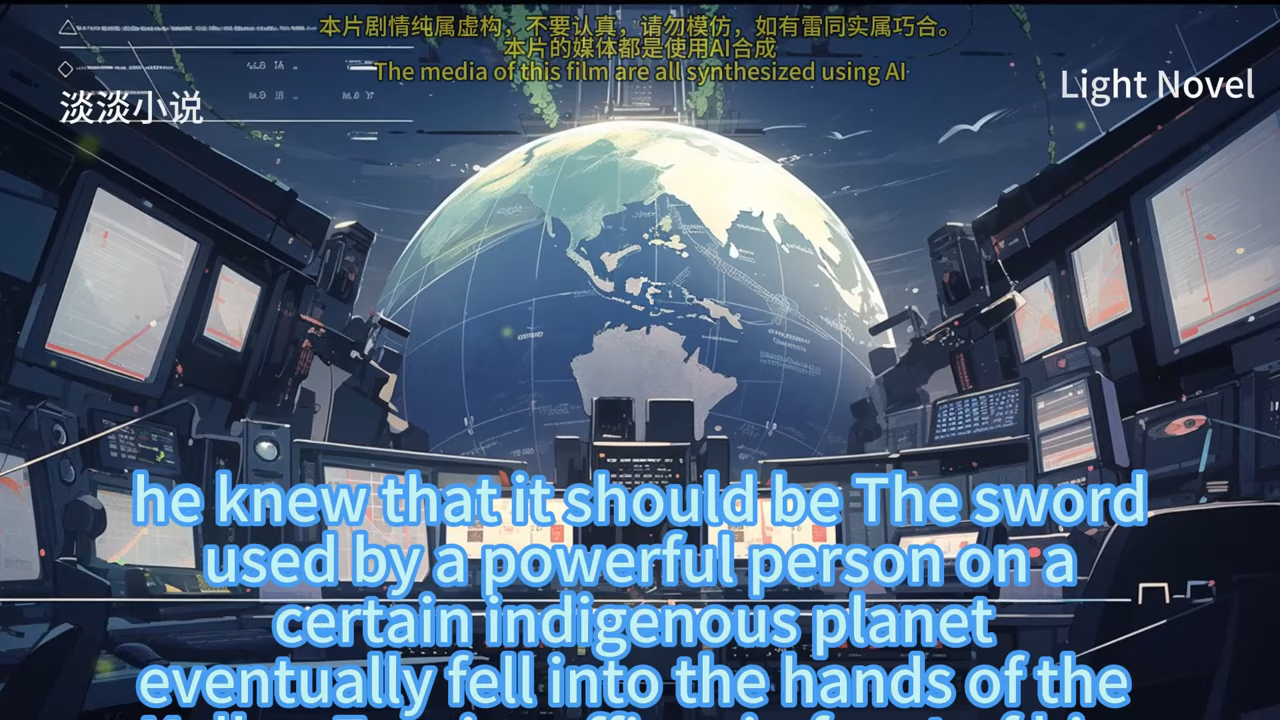 本片剧情纯属虚构，不要认真，请勿模仿，如有雷同实属巧合。
本片的媒体都是使用AI合成
The media of this film are all synthesized using AI
淡淡小说
Light Novel
he knew that it should be The sword
used by a powerful person on a
certain indigenous planet
eventually fell into the hands of the